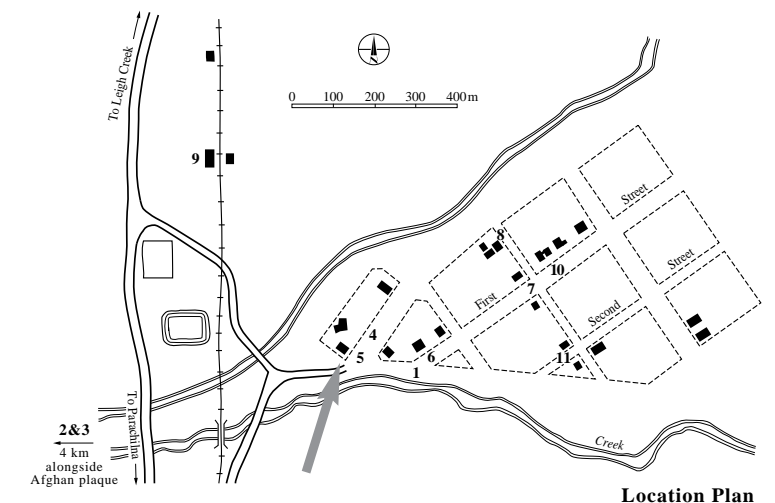 To Leigh Creek
N
0 100 200 300 400m
9
8
Street
10
7
First
Street
Second
4
5
6
11
1
To Parachilna
2&3
4 km
alongside
Afghan plaque
Creek
Location Plan